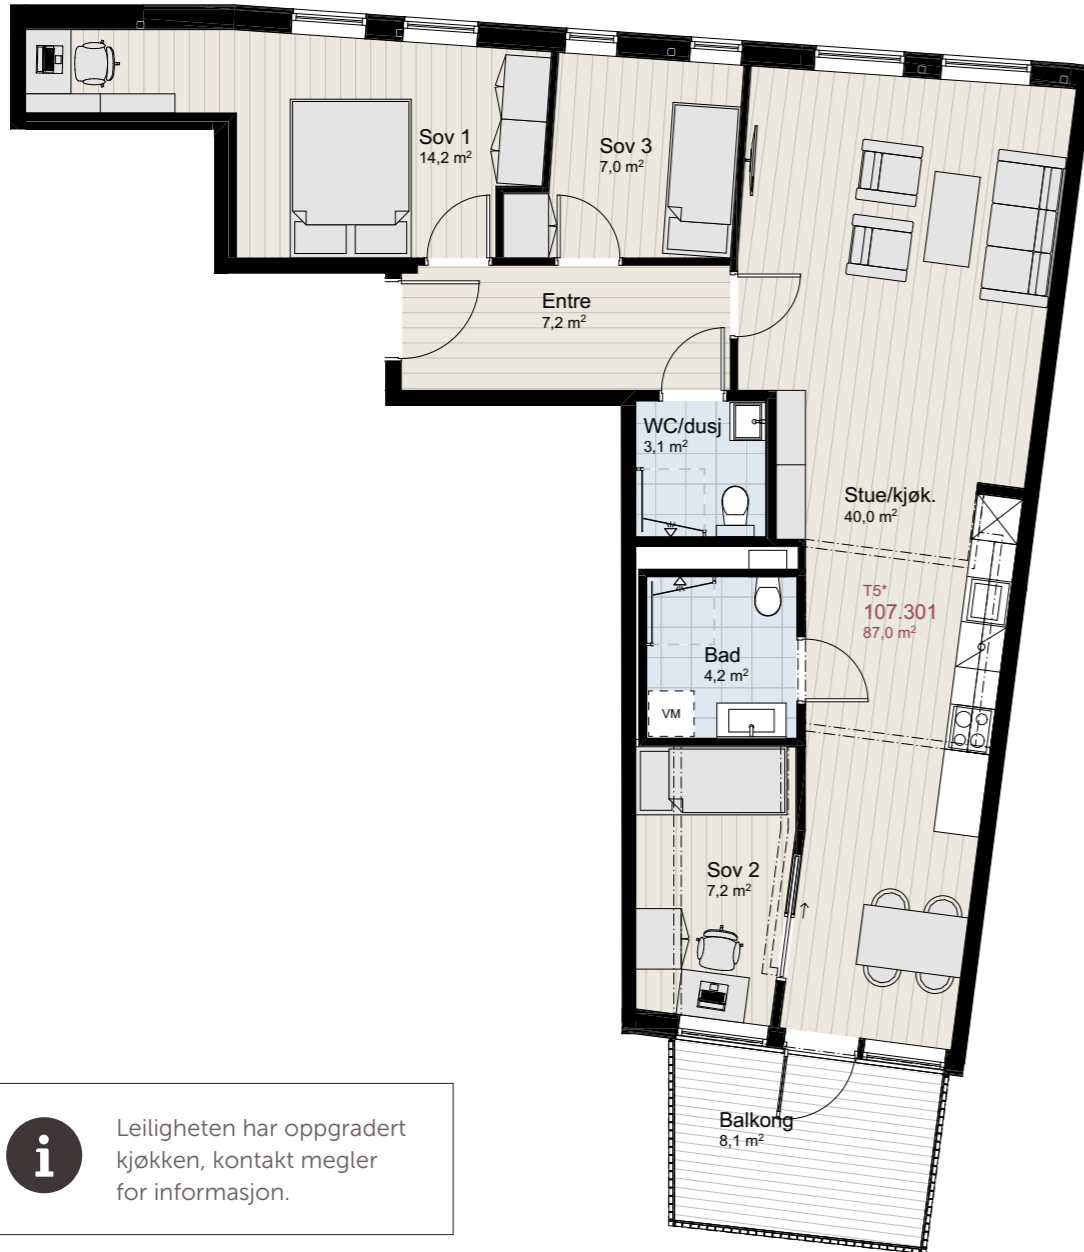 Sov 1
14,2 m²
Sov 3
7,0 m²
Entre
7,2 m²
WC/dusj
3,1 m²
Stue/kjøk.
40,0 m²
T5*
107.301
87,0 m²
Bad
4,2 m²
VM
Sov 2
7,2 m²
Balkong
8,1 m²
i
Leiligheten har oppgradert
kjøkken, kontakt megler
for informasjon.